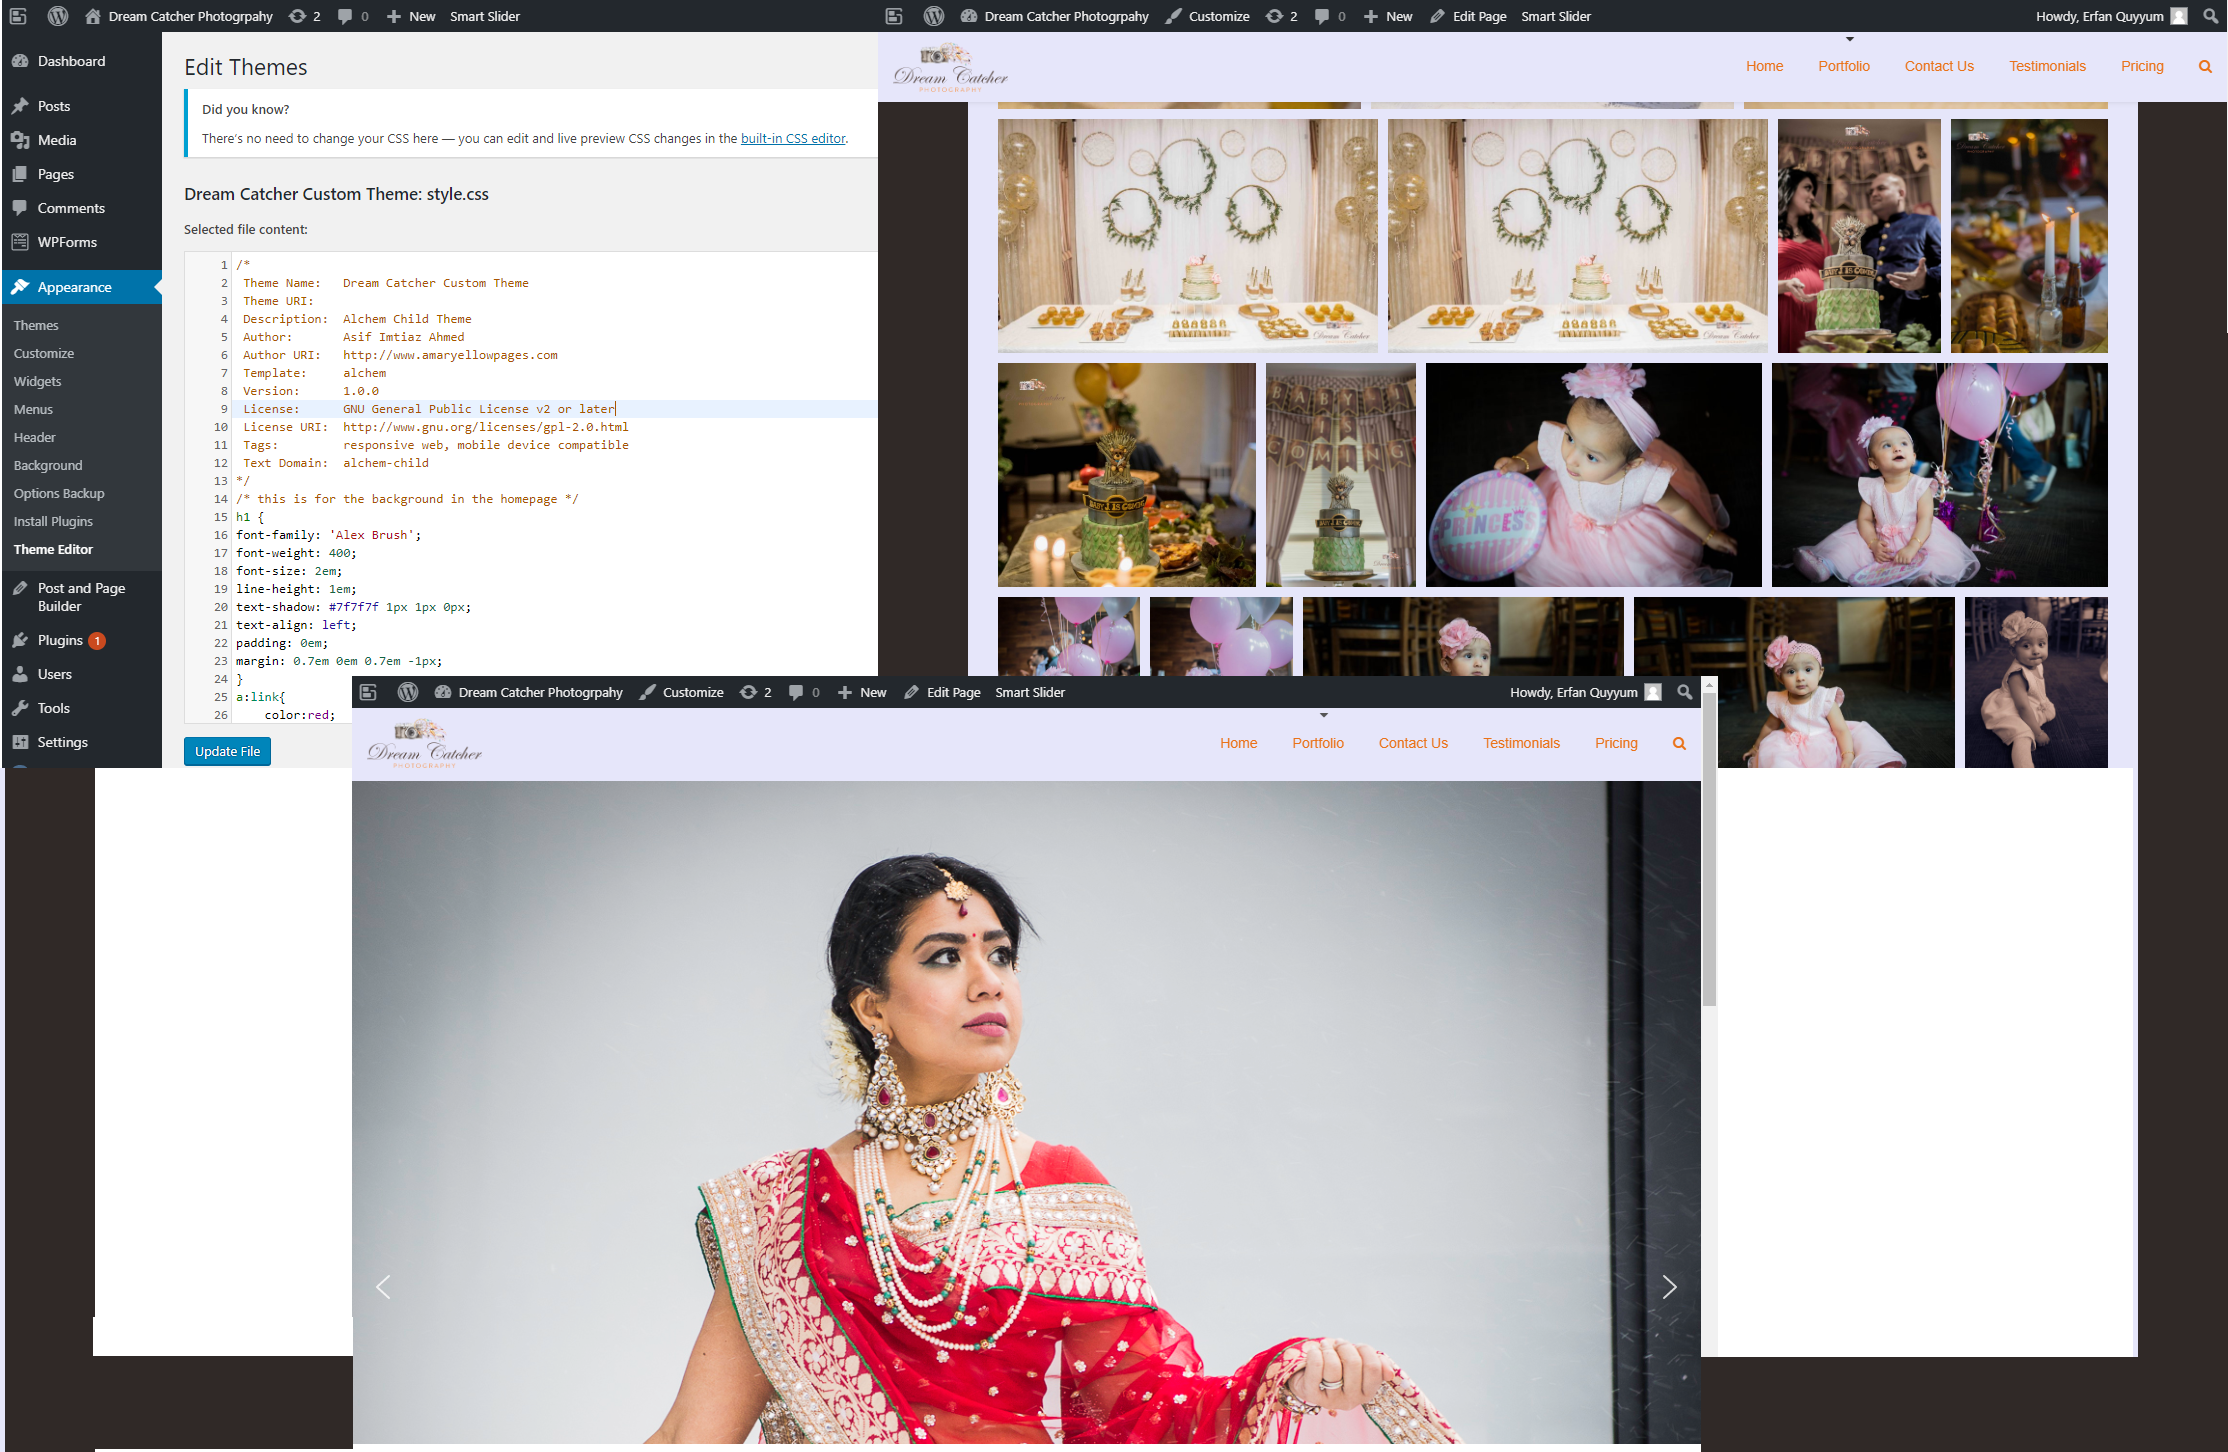 Dream Catcher Photogrpahy 2 0 New Smart Slider
Dashboard
Posts
Media
Pages
Comments
WPForms
Appearance
Themes
Customize
Widgets
Menus
Header
Background
Options Backup
Install Plugins
Theme Editor
Post and Page
Builder
Plugins 1
Users
Tools
Settings
Edit Themes
Did you know?
There's no need to change your CSS here — you can edit and live preview CSS changes in the built-in CSS editor.
Dream Catcher Custom Theme: style.css
Selected file content:
1 /*
2 Theme Name: Dream Catcher Custom Theme
3 Theme URI:
4 Description: Alchem Child Theme
5 Author: Asif Imtiaz Ahmed
6 Author URI: http://www.amaryellowpages.com
7 Template: alchem
8 Version: 1.0.0
9 License: GNU General Public License v2 or later
10 License URI: http://www.gnu.org/licenses/gpl-2.0.html
11 Tags: responsive web, mobile device compatible
12 Text Domain: alchem-child
13 */
14 /* this is for the background in the homepage */
15 h1 {
16 font-family: 'Alex Brush';
17 font-weight: 400;
18 font-size: 2em;
19 line-height: 1em;
20 text-shadow: #7f7f7f 1px 1px 0px;
21 text-align: left;
22 padding: 0em;
23 margin: 0.7em 0em 0.7em -1px;
24 }
25 a:link{
26 color:red;
Update File
Dream Catcher Photogrpahy Customize 2 0 New Edit Page Smart Slider Howdy, Erfan Quyyum
Dream Catcher
PHOTOGRAPHY
Home Portfolio Contact Us Testimonials Pricing
Dream Catcher
Dream Catcher
BABY J IS COMING
BABY J IS COMING
BABY
IS
COMING
BABY J IS COMING
PRINCESS
Dream Catcher Photogrpahy Customize 2 0 New Edit Page Smart Slider Howdy, Erfan Quyyum
Dream Catcher
PHOTOGRAPHY
Home Portfolio Contact Us Testimonials Pricing